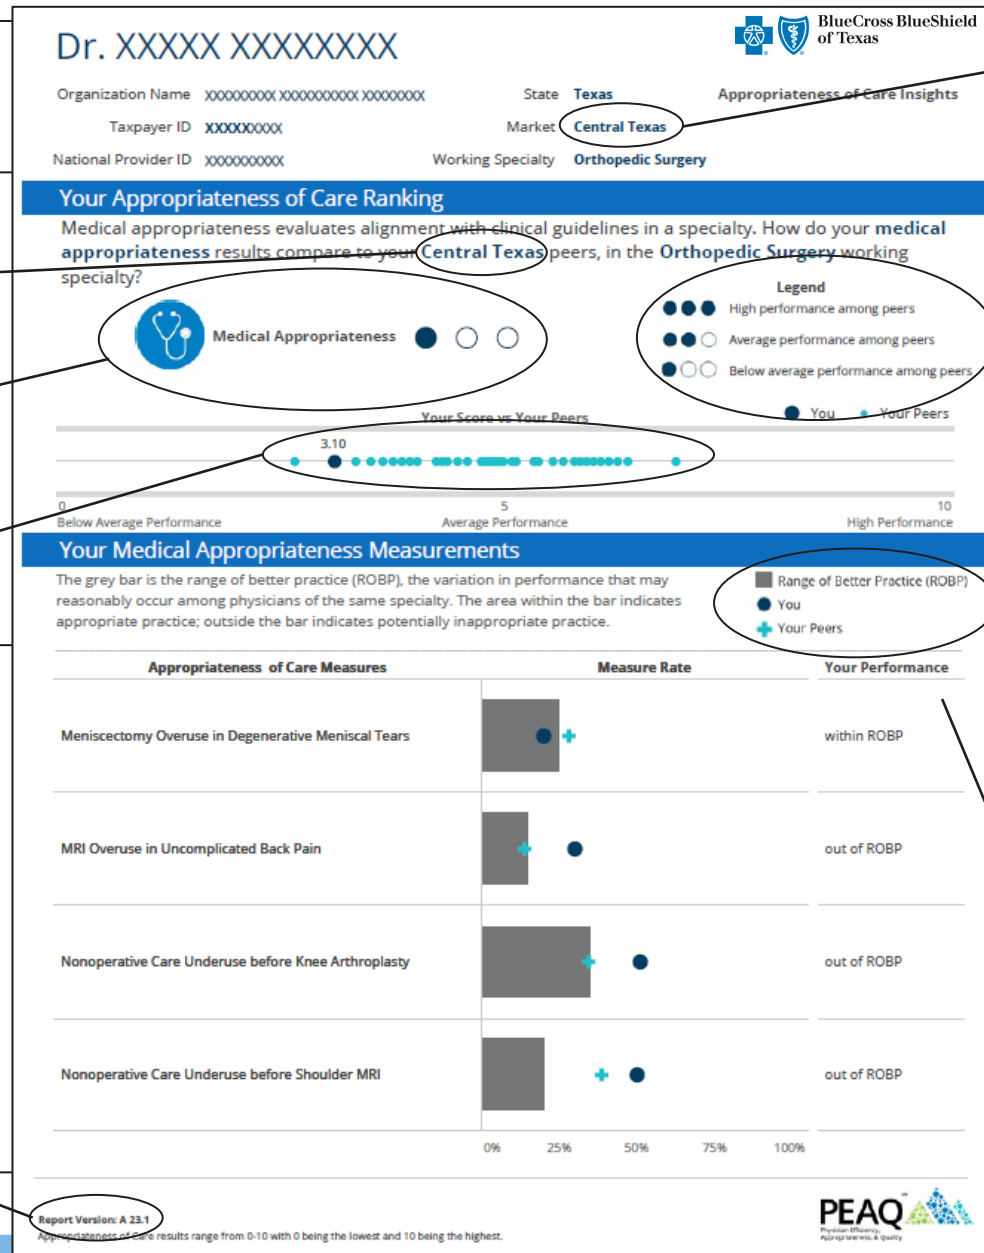 Dr. XXXXX XXXXXXXX
BlueCross BlueShield
of Texas
Organization Name XXXXXXXXX XXXXXXXXXX XXXXXXXX State Texas Appropriateness of Care Insights
Taxpayer ID XXXXXXXXX Market Central Texas
National Provider ID XXXXXXXXXX Working Specialty Orthopedic Surgery
Your Appropriateness of Care Ranking
Medical appropriateness evaluates alignment with clinical guidelines in a specialty. How do your medical
appropriateness results compare to your Central Texas peers, in the Orthopedic Surgery working
specialty?
Legend
High performance among peers
Medical Appropriateness
Average performance among peers
Below average performance among peers
Your Score vs Your Peers
You Your Peers
3.10
0 5 10
Below Average Performance Average Performance High Performance
Your Medical Appropriateness Measurements
The grey bar is the range of better practice (ROBP), the variation in performance that may
reasonably occur among physicians of the same specialty. The area within the bar indicates
appropriate practice; outside the bar indicates potentially inappropriate practice.
Range of Better Practice (ROBP)
You
Your Peers
Appropriateness of Care Measures Measure Rate Your Performance
Meniscectomy Overuse in Degenerative Meniscal Tears within ROBP
MRI Overuse in Uncomplicated Back Pain out of ROBP
Nonoperative Care Underuse before Knee Arthroplasty out of ROBP
Nonoperative Care Underuse before Shoulder MRI out of ROBP
0% 25% 50% 75% 100%
Report Version: A 23.1
Appropriateness of Care results range from 0-10 with 0 being the lowest and 10 being the highest.
PEAQ™
Physician Efficiency,
Appropriateness, & Quality